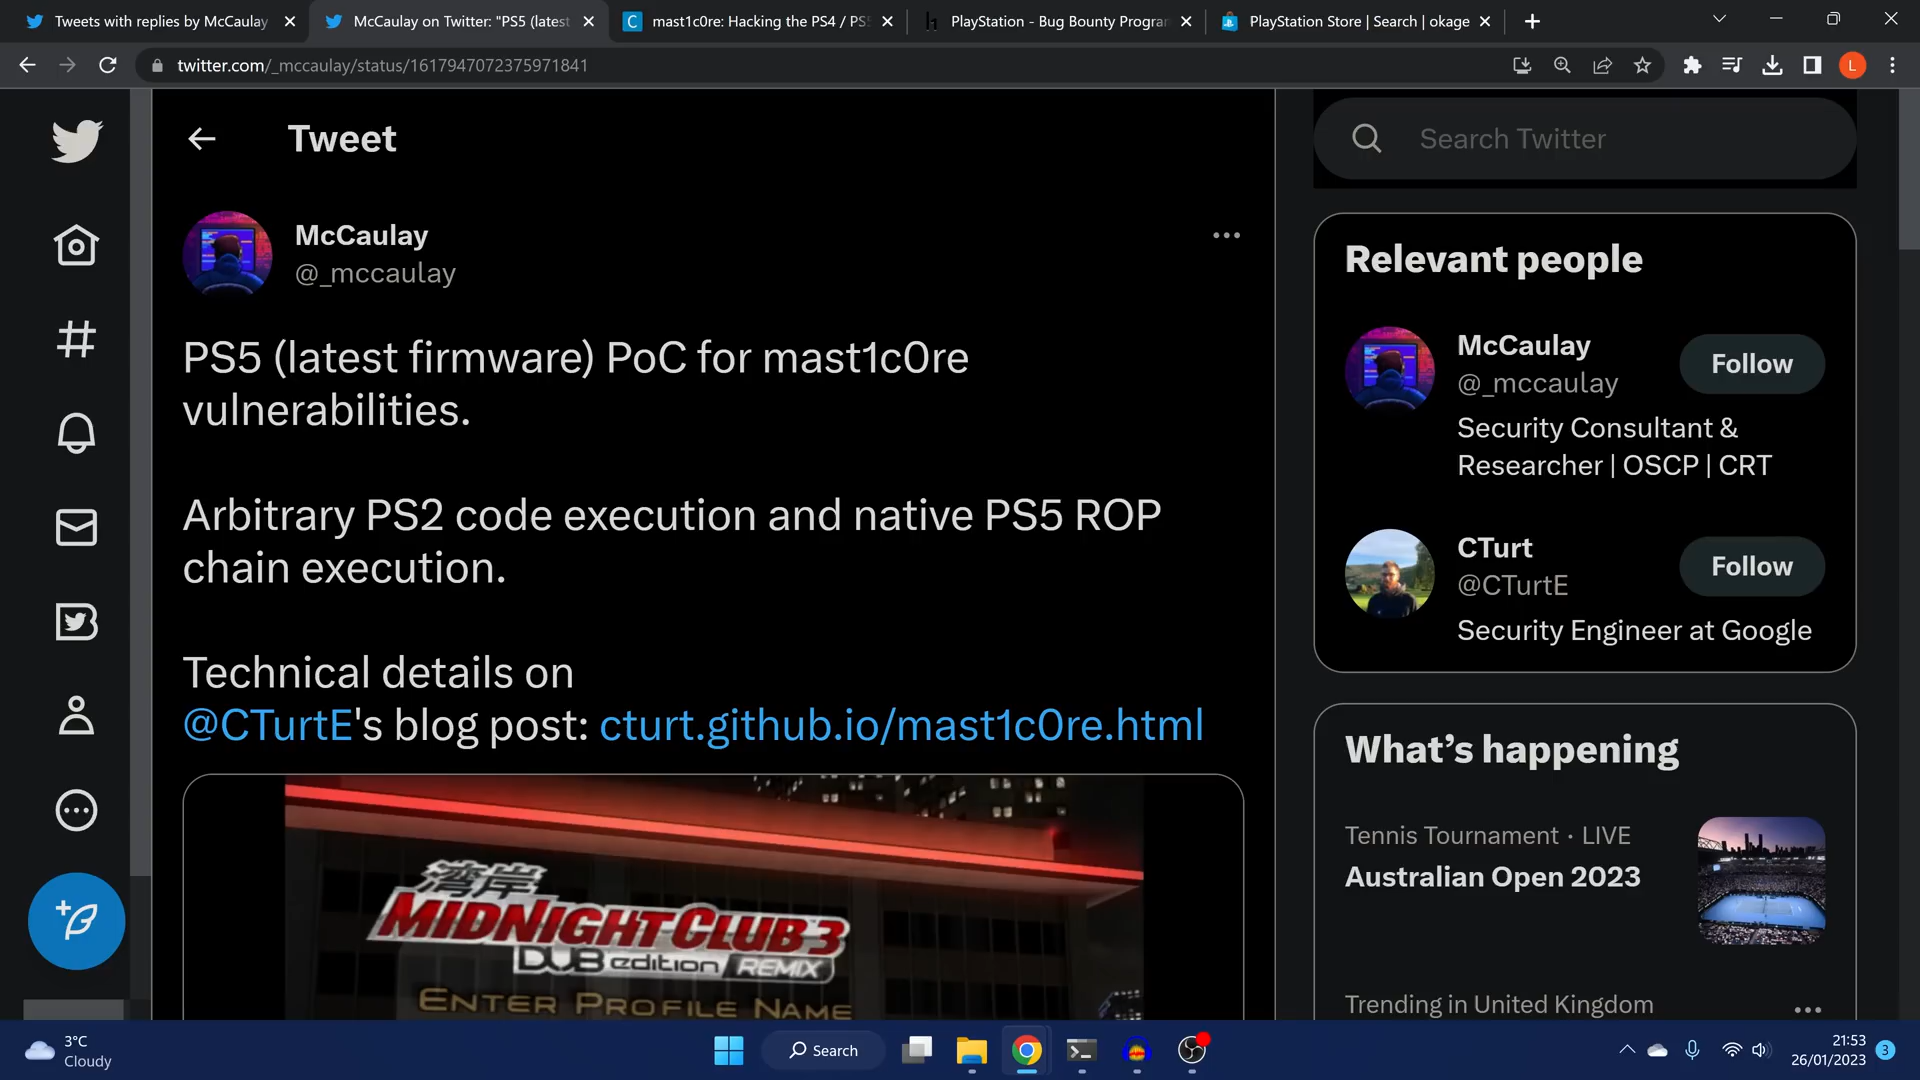 Tweets with replies by McCaulay
McCaulay on Twitter: "PS5 (latest
mast1c0re: Hacking the PS4 / PS5
PlayStation - Bug Bounty Program
PlayStation Store | Search | okage
twitter.com/_mccaulay/status/1617947072375971841
L
Tweet
Search Twitter
McCaulay
@_mccaulay
PS5 (latest firmware) PoC for mast1c0re
vulnerabilities.
Arbitrary PS2 code execution and native PS5 ROP
chain execution.
Technical details on
@CTurtE's blog post: cturt.github.io/mast1c0re.html
湾岸
MIDNIGHT CLUB 3
DUB edition REMIX
ENTER PROFILE NAME
Relevant people
McCaulay
@_mccaulay
Follow
Security Consultant &
Researcher | OSCP | CRT
CTurt
@CTurtE
Follow
Security Engineer at Google
What's happening
Tennis Tournament · LIVE
Australian Open 2023
Trending in United Kingdom
3°C
Cloudy
Search
21:53
26/01/2023
3